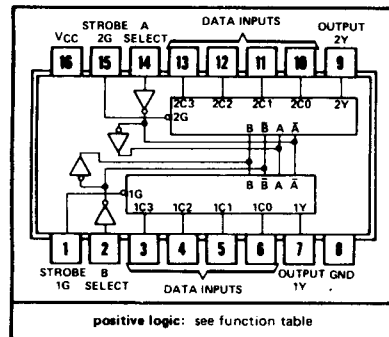 STROBE A DATA INPUTS OUTPUT
VCC 2G SELECT 2Y
16 15 14 13 12 11 10 9
2C3 2C2 2C1 2C0 2Y
2G
B B̅ A A̅
B B̅ A A̅
1G
1C3 1C2 1C1 1C0 1Y
1 2 3 4 5 6 7 8
STROBE B OUTPUT GND
1G SELECT DATA INPUTS 1Y
positive logic: see function table